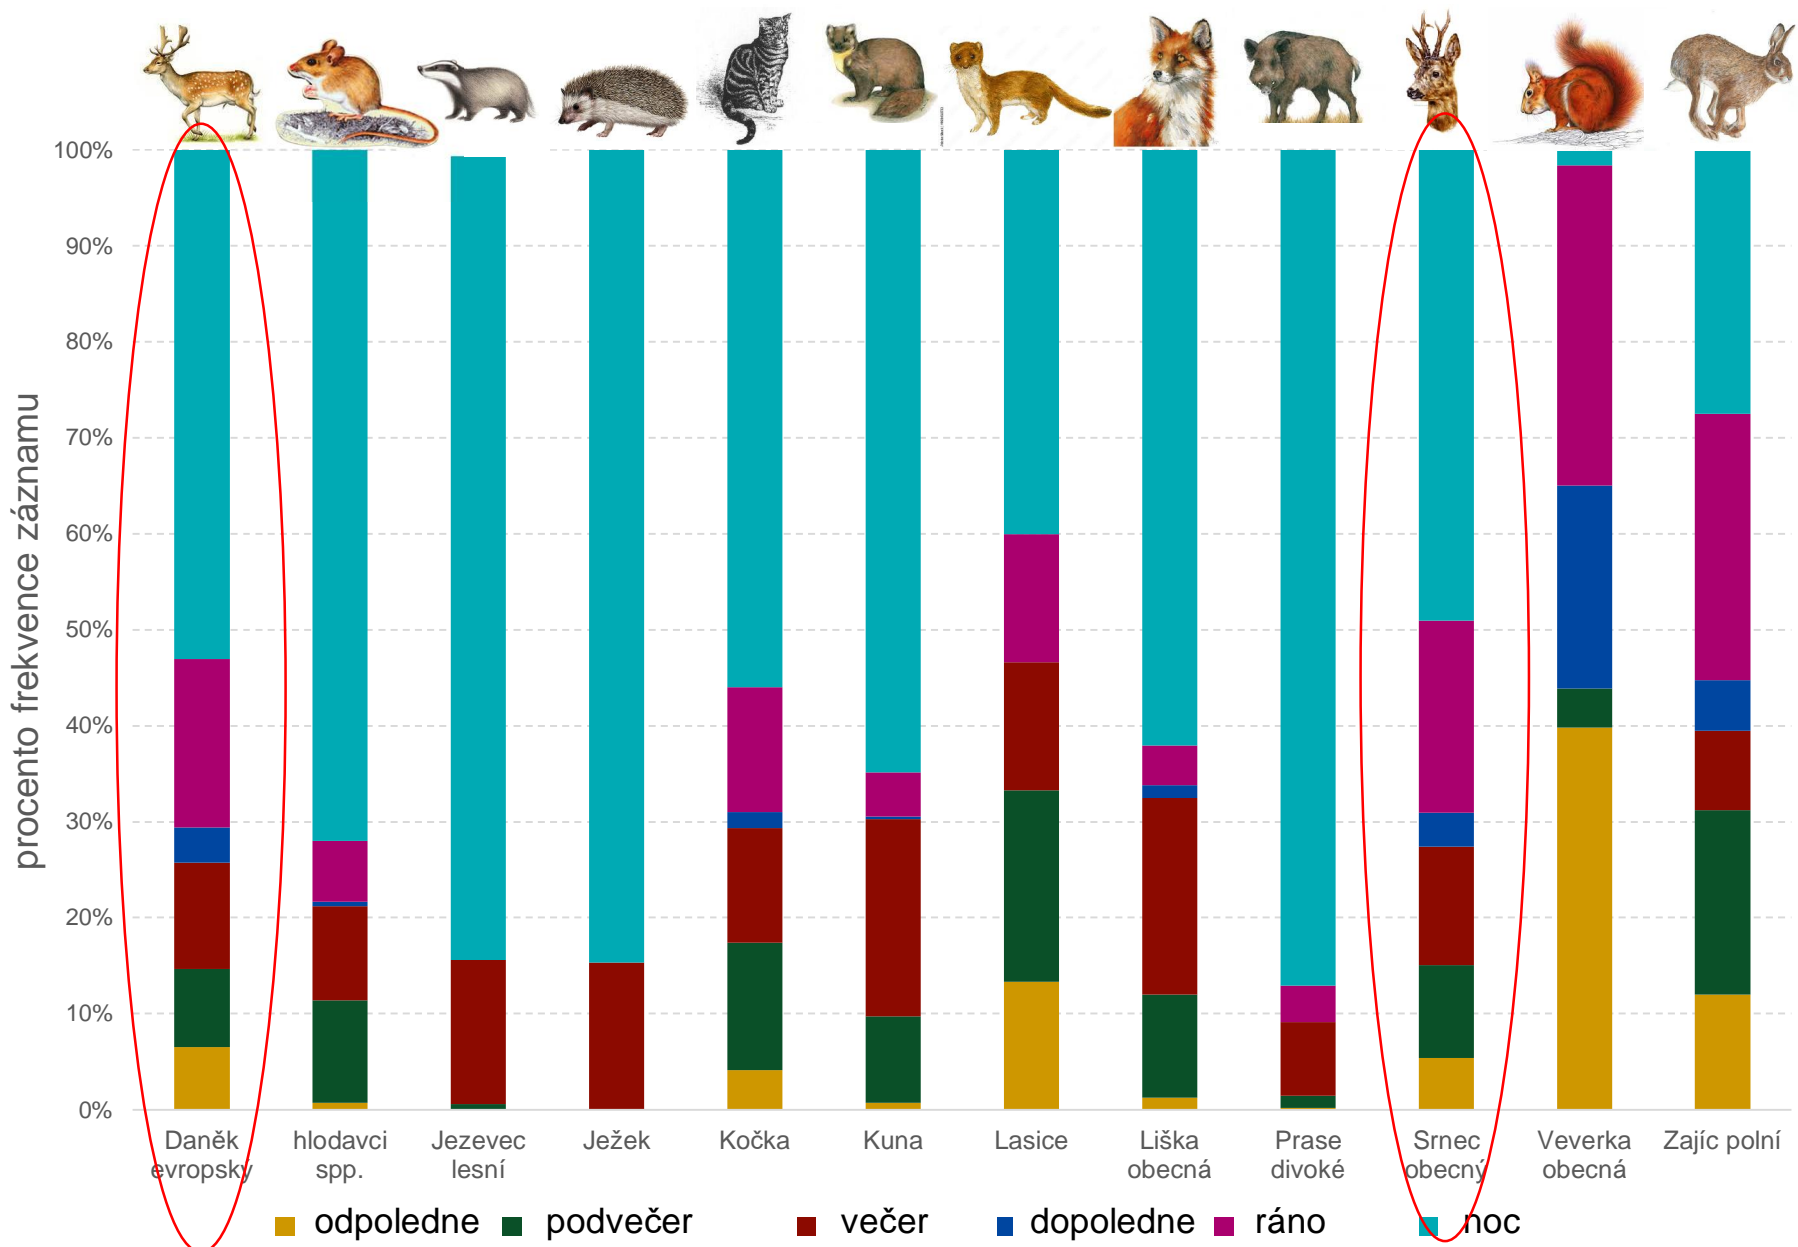 procento frekvence záznamu
100%
90%
80%
70%
60%
50%
40%
30%
20%
10%
0%
Daněk
evropský
hlodavci
spp.
Jezevec
lesní
Ježek
Kočka
Kuna
Lasice
Liška
obecná
Prase
divoké
Srnec
obecný
Veverka
obecná
Zajíc polní
odpoledne podvečer večer dopoledne ráno noc